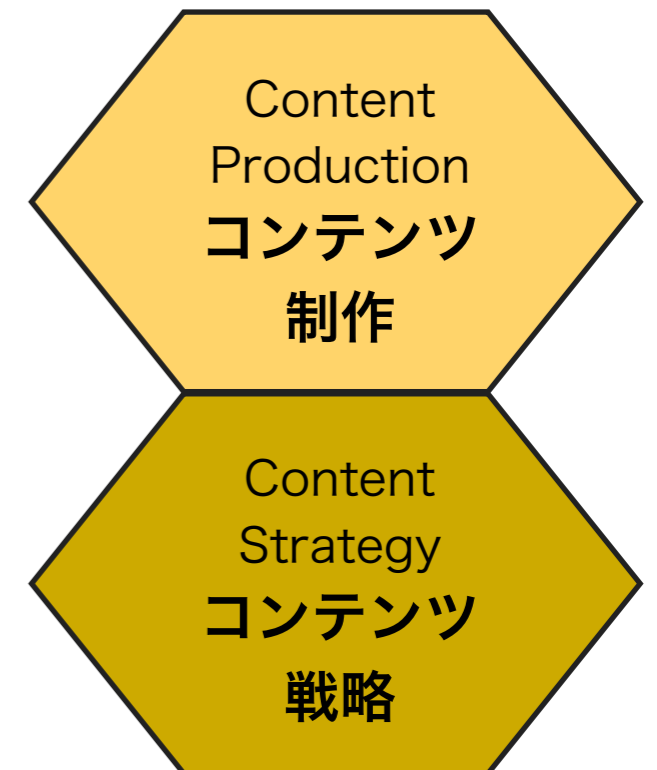 Content
Production
コンテンツ
制作
Content
Strategy
コンテンツ
戦略